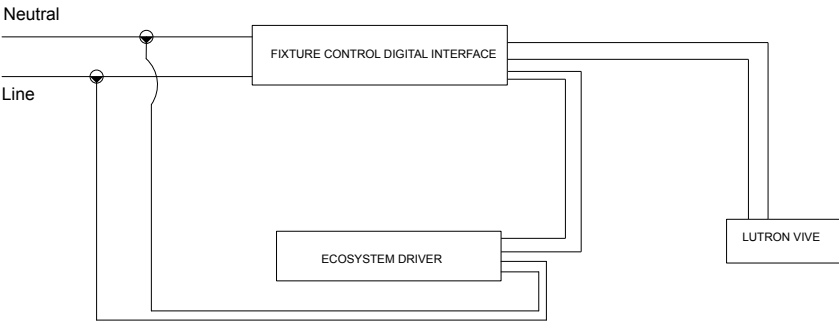 Neutral
FIXTURE CONTROL DIGITAL INTERFACE
Line
LUTRON VIVE
ECOSYSTEM DRIVER